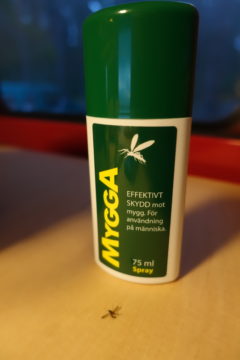 MYGGA
EFFEKTIVT
SKYDD mot
mygg. För
användning
på människa.
75 ml
Spray